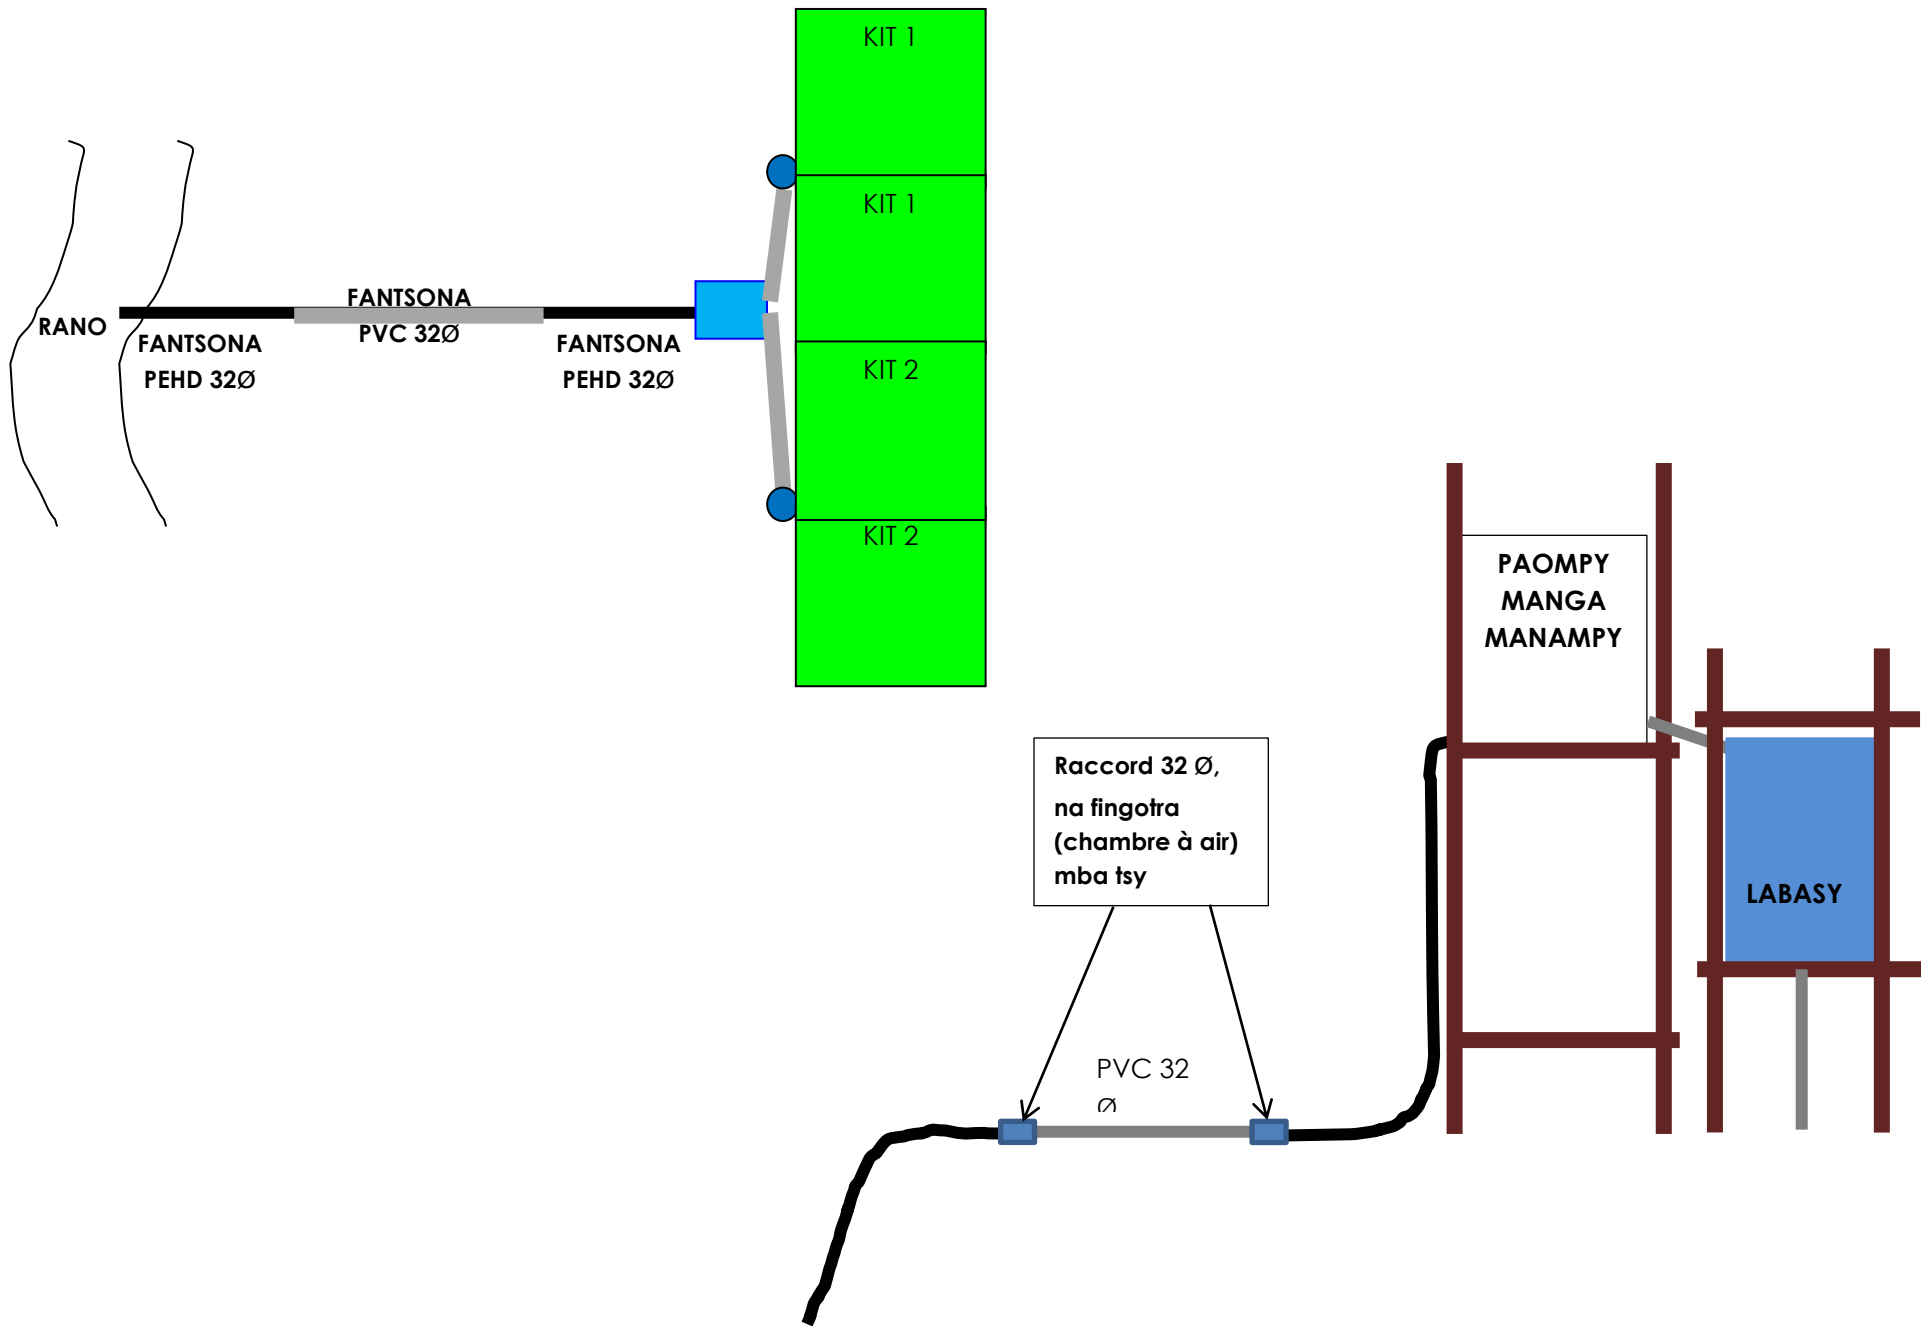 KIT 1
KIT 1
KIT 2
KIT 2
RANO
FANTSONA
PEHD 32Ø
FANTSONA
PVC 32Ø
FANTSONA
PEHD 32Ø
PAOMPY
MANGA
MANAMPY
LABASY
Raccord 32 Ø,
na fingotra
(chambre à air)
mba tsy
PVC 32
Ø